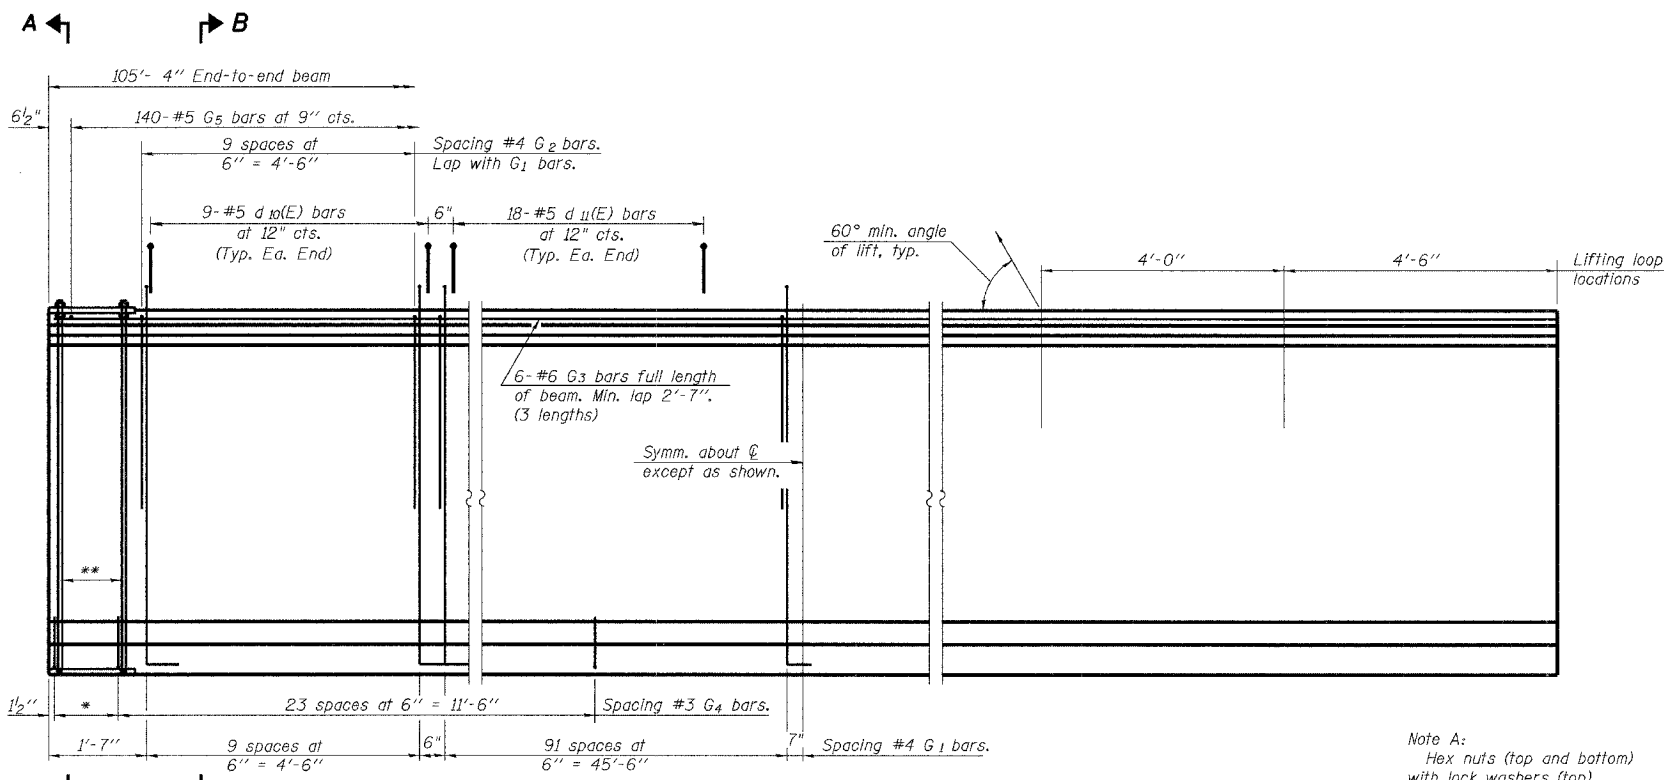 A B
105'- 4" End-to-end beam
6½"
140-#5 G5 bars at 9" cts.
9 spaces at
6" = 4'-6"
Spacing #4 G2 bars.
Lap with G1 bars.
9-#5 d10(E) bars
at 12" cts.
(Typ. Ea. End)
6"
18-#5 d11(E) bars
at 12" cts.
(Typ. Ea. End)
60° min. angle
of lift, typ.
4'-0"
4'-6"
Lifting loop
locations
6-#6 G3 bars full length
of beam. Min. lap 2'-7".
(3 lengths)
Symm. about ℄
except as shown.
**
1½"
*
23 spaces at 6" = 11'-6"
Spacing #3 G4 bars.
1'-7"
9 spaces at
6" = 4'-6"
6"
91 spaces at
6" = 45'-6"
7"
Spacing #4 G1 bars.
Note A:
Hex nuts (top and bottom)
with lock washers (top)